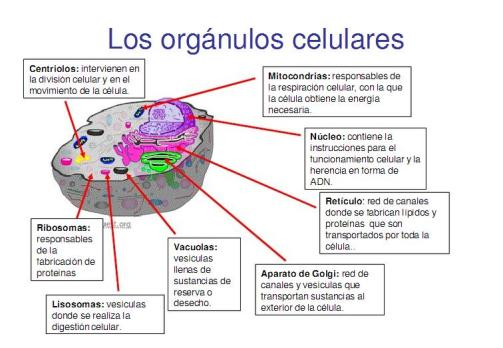 Los orgánulos celulares
Centriolos: intervienen en
la división celular y en el
movimiento de la célula.
Mitocondrias: responsables de
la respiración celular, con la que
la célula obtiene la energía
necesaria.
Núcleo: contiene la
instrucciones para el
funcionamiento celular y la
herencia en forma de
ADN.
Retículo: red de canales
donde se fabrican lípidos y
proteínas que son
transportados por toda la
célula..
Ribosomas:
responsables
de la
fabricación de
proteinas
Vacuolas:
vesiculas
llenas de
sustancias de
reserva o
desecho.
Aparato de Golgi: red de
canales y vesiculas que
transportan sustancias al
exterior de la célula.
Lisosomas: vesiculas
donde se realiza la
digestión celular.